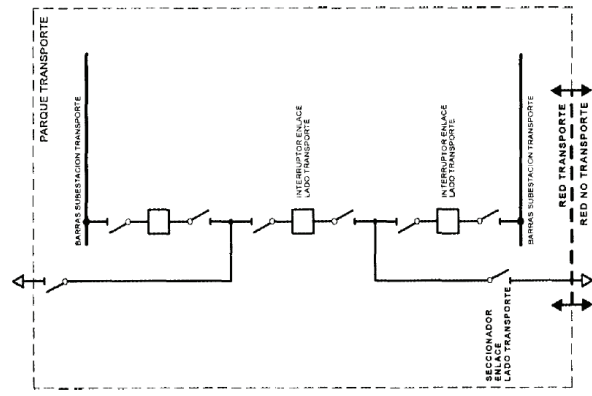 PARQUE TRANSPORTE
BARRAS SUBESTACION TRANSPORTE
INTERRUPTOR ENLACE
LADO TRANSPORTE
INTERRUPTOR ENLACE
LADO TRANSPORTE
BARRAS SUBESTACION TRANSPORTE
RED TRANSPORTE
RED NO TRANSPORTE
SECCIONADOR
ENLACE
LADO TRANSPORTE